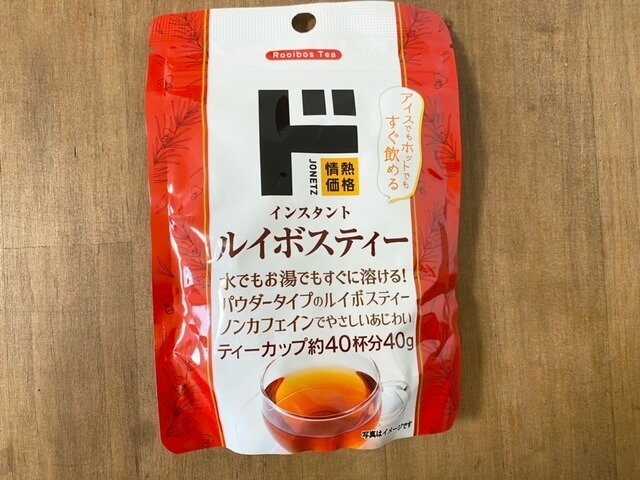 Rooibos Tea
ド
JONETZ
情熱
価格
アイスでもホットでも
すぐ飲める
インスタント
ルイボスティー
水でもお湯でもすぐに溶ける!
パウダータイプのルイボスティー
ノンカフェインでやさしいあじわい
ティーカップ約40杯分40g
写真はイメージです